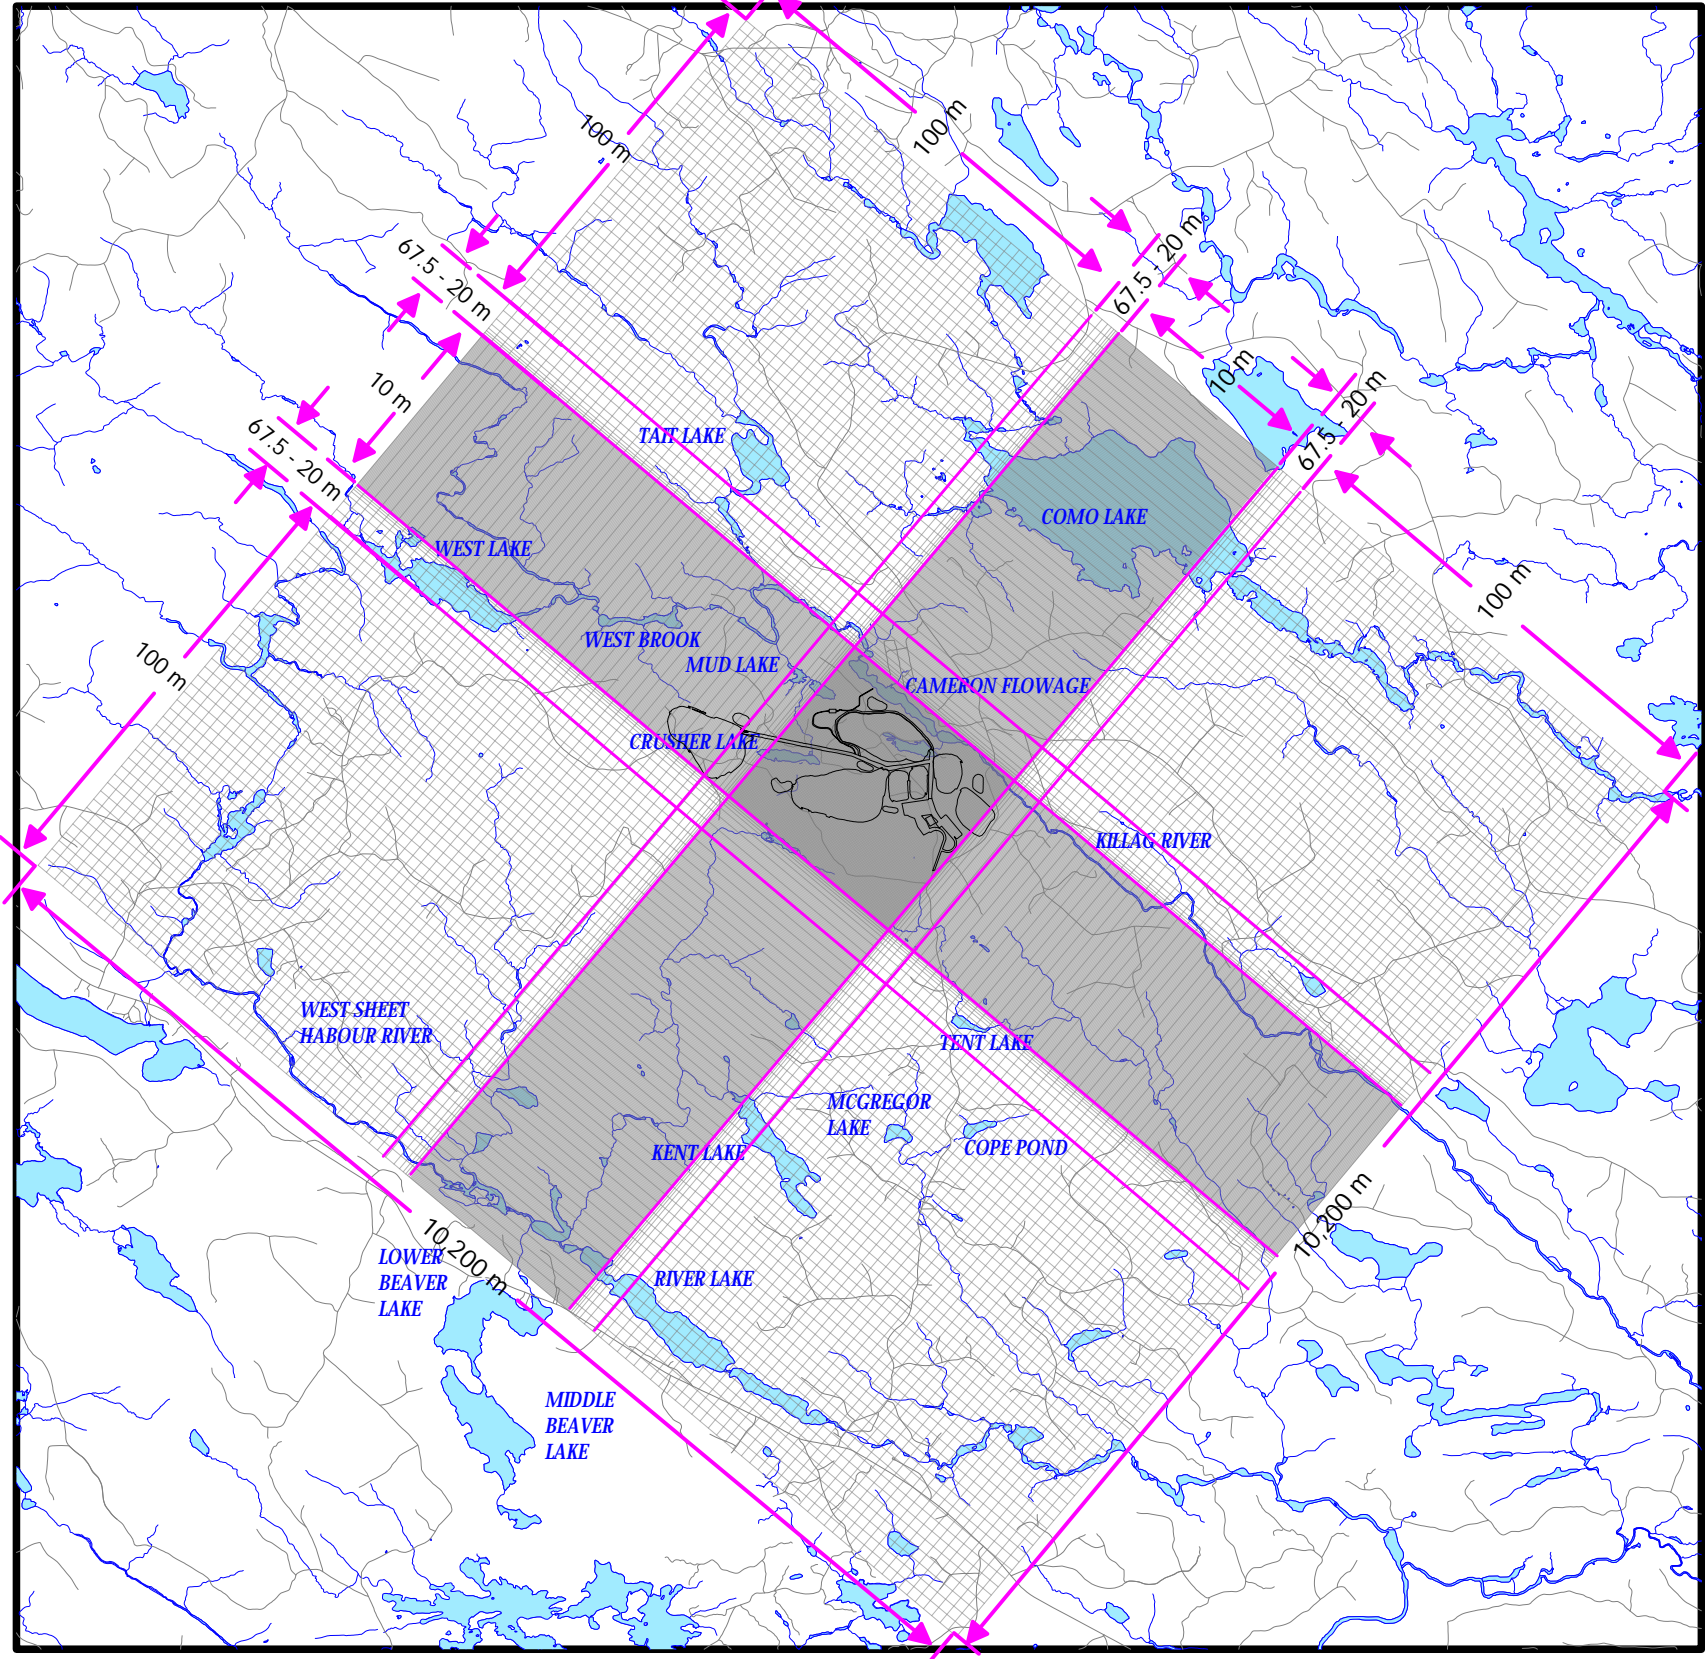 100 m
100 m
67.5 - 20 m
67.5 - 20 m
10 m
10 m
67.5 - 20 m
67.5 - 20 m
TAIT LAKE
COMO LAKE
WEST LAKE
100 m
100 m
WEST BROOK
MUD LAKE
CAMERON FLOWAGE
CRUSHER LAKE
KILLAG RIVER
WEST SHEET
HABOUR RIVER
TENT LAKE
MCGREGOR
LAKE
COPE POND
KENT LAKE
10,200 m
10,200 m
LOWER
BEAVER
LAKE
RIVER LAKE
MIDDLE
BEAVER
LAKE